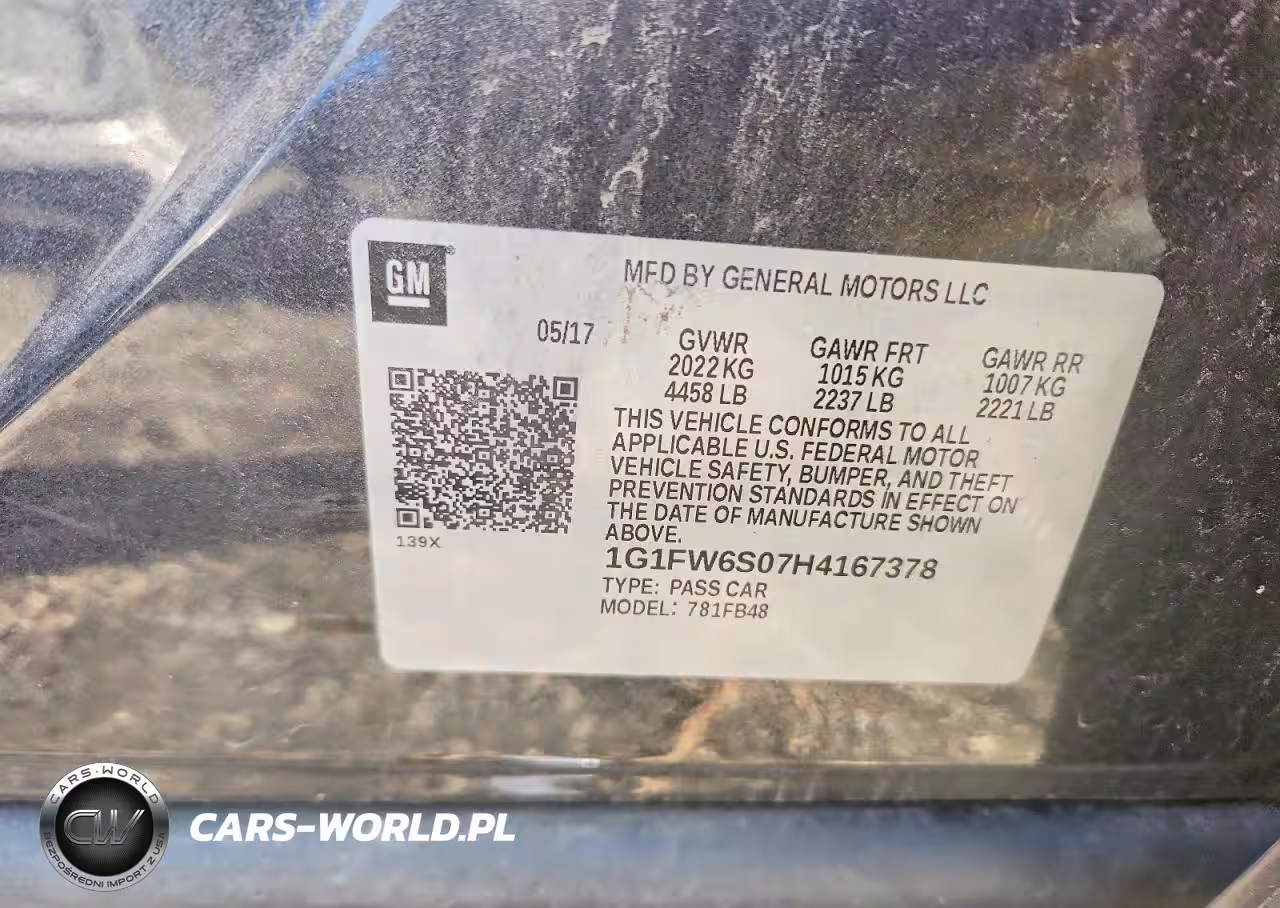 GM
MFD BY GENERAL MOTORS LLC
05/17
GVWR
2022 KG
4458 LB
GAWR FRT
1015 KG
2237 LB
GAWR RR
1007 KG
2221 LB
THIS VEHICLE CONFORMS TO ALL
APPLICABLE U.S. FEDERAL MOTOR
VEHICLE SAFETY, BUMPER, AND THEFT
PREVENTION STANDARDS IN EFFECT ON
THE DATE OF MANUFACTURE SHOWN
ABOVE.
139X
1G1FW6S07H4167378
TYPE: PASS CAR
MODEL: 781FB48
CARS-WORLD
CW
BEZPOŚREDNI IMPORT Z USA
CARS-WORLD.PL